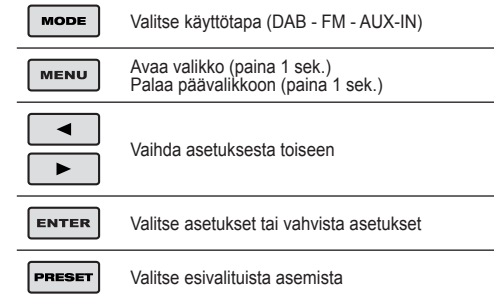 MODE Valitse käyttötapa (DAB - FM - AUX-IN)
MENU Avaa valikko (paina 1 sek.)
Palaa päävalikkoon (paina 1 sek.)
◄
► Vaihda asetuksesta toiseen
ENTER Valitse asetukset tai vahvista asetukset
PRESET Valitse esivalituista asemista